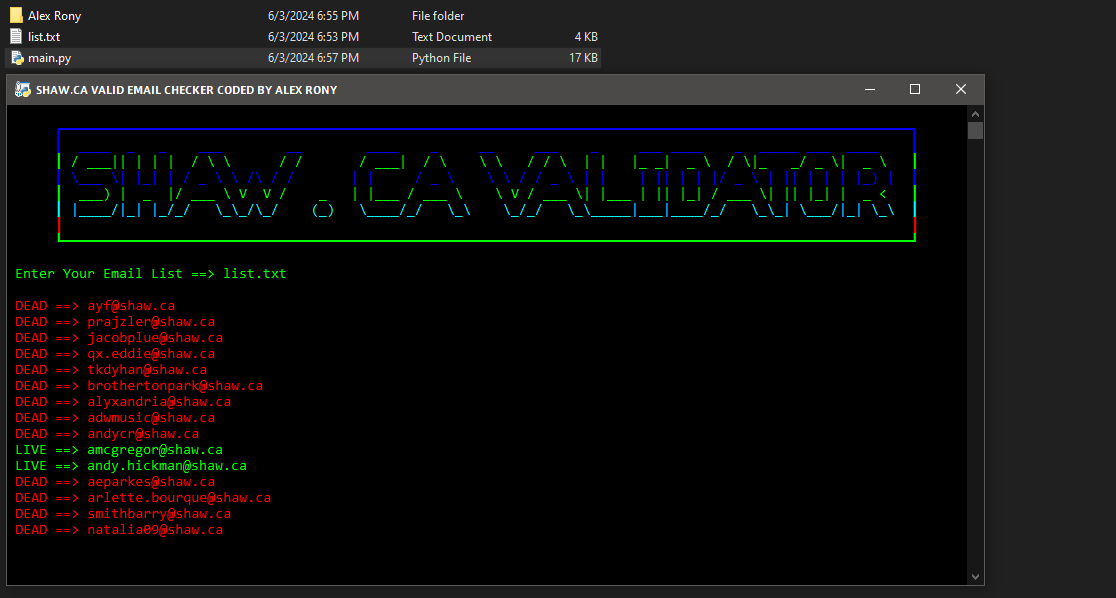 Alex Rony 6/3/2024 6:55 PM File folder
list.txt 6/3/2024 6:53 PM Text Document 4 KB
main.py 6/3/2024 6:57 PM Python File 17 KB
SHAW.CA VALID EMAIL CHECKER CODED BY ALEX RONY
SHAW . CA VALIDATOR
Enter Your Email List ==> list.txt
DEAD ==> ayf@shaw.ca
DEAD ==> prajzler@shaw.ca
DEAD ==> jacobplue@shaw.ca
DEAD ==> qx.eddie@shaw.ca
DEAD ==> tkdyhan@shaw.ca
DEAD ==> brothertonpark@shaw.ca
DEAD ==> alyxandria@shaw.ca
DEAD ==> adwmusic@shaw.ca
DEAD ==> andycr@shaw.ca
LIVE ==> amcgregor@shaw.ca
LIVE ==> andy.hickman@shaw.ca
DEAD ==> aeparkes@shaw.ca
DEAD ==> arlette.bourque@shaw.ca
DEAD ==> smithbarry@shaw.ca
DEAD ==> natalia09@shaw.ca